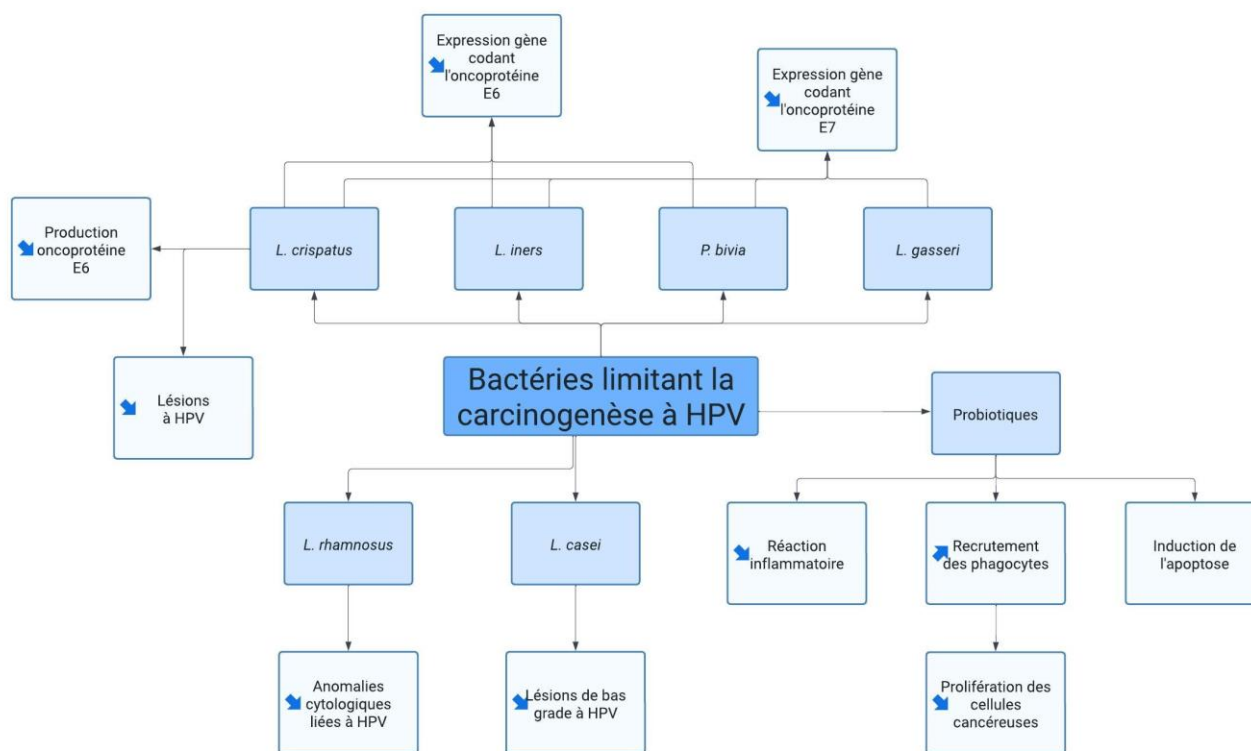 Expression gène
codant
l'oncoprotéine
E6
Expression gène
codant
l'oncoprotéine
E7
Production
oncoprotéine
E6
L. crispatus
L. iners
P. bivia
L. gasseri
Lésions
à HPV
Bactéries limitant la
carcinogenèse à HPV
Probiotiques
L. rhamnosus
L. casei
Réaction
inflammatoire
Recrutement
des phagocytes
Induction de
l'apoptose
Anomalies
cytologiques
liées à HPV
Lésions de bas
grade à HPV
Prolifération des
cellules
cancéreuses